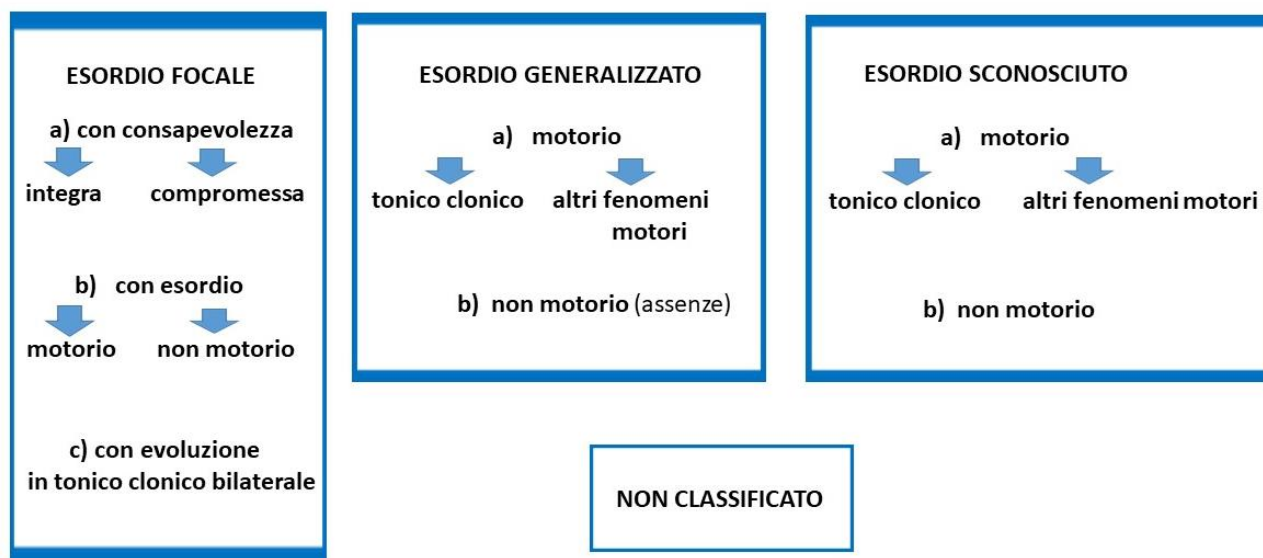 ESORDIO FOCALE
a) con consapevolezza
integra compromessa
b) con esordio
motorio non motorio
c) con evoluzione
in tonico clonico bilaterale
ESORDIO GENERALIZZATO
a) motorio
tonico clonico altri fenomeni
motori
b) non motorio (assenze)
ESORDIO SCONOSCIUTO
a) motorio
tonico clonico altri fenomeni motori
b) non motorio
NON CLASSIFICATO